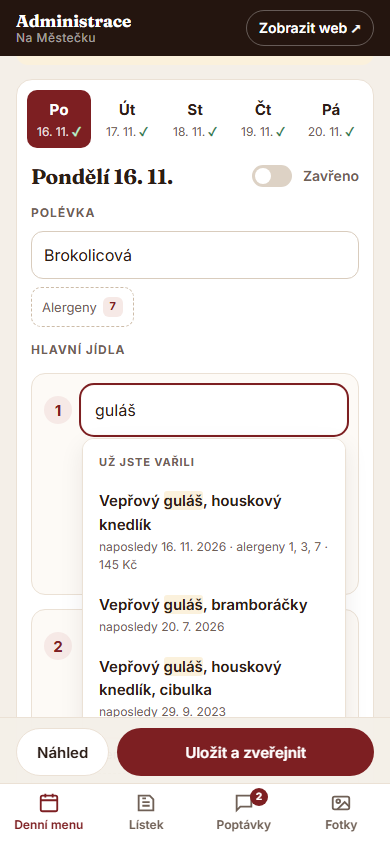 Administrace
Na Městečku
Zobrazit web ↗
Po
16. 11. ✓
Út
17. 11. ✓
St
18. 11. ✓
Čt
19. 11. ✓
Pá
20. 11. ✓
Pondělí 16. 11.
Zavřeno
POLÉVKA
Brokolicová
Alergeny 7
HLAVNÍ JÍDLA
1
guláš
UŽ JSTE VAŘILI
Vepřový guláš, houskový
knedlík
naposledy 16. 11. 2026 · alergeny 1, 3, 7 ·
145 Kč
Vepřový guláš, bramboráčky
naposledy 20. 7. 2026
2
Vepřový guláš, houskový
knedlík, cibulka
naposledy 29. 9. 2023
Náhled
Uložit a zveřejnit
Denní menu
Lístek
2
Poptávky
Fotky